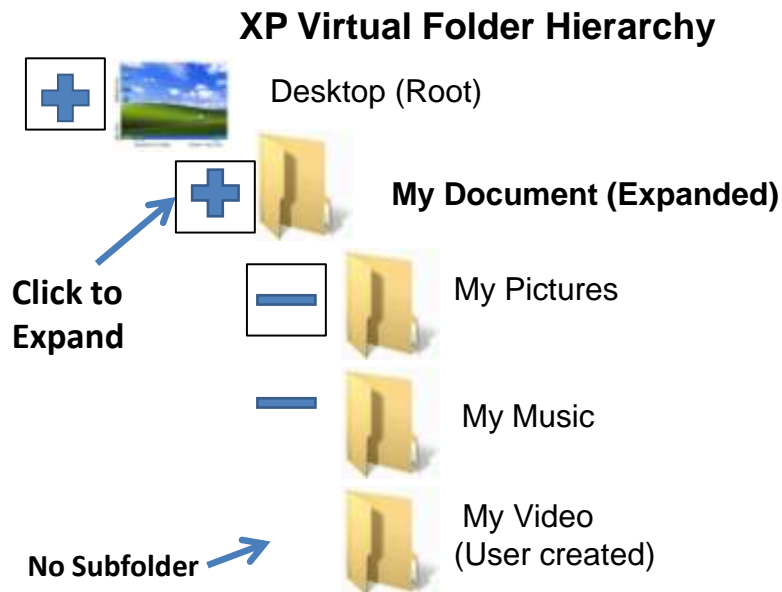 XP Virtual Folder Hierarchy
Desktop (Root)
My Document (Expanded)
Click to
Expand
My Pictures
My Music
My Video
(User created)
No Subfolder